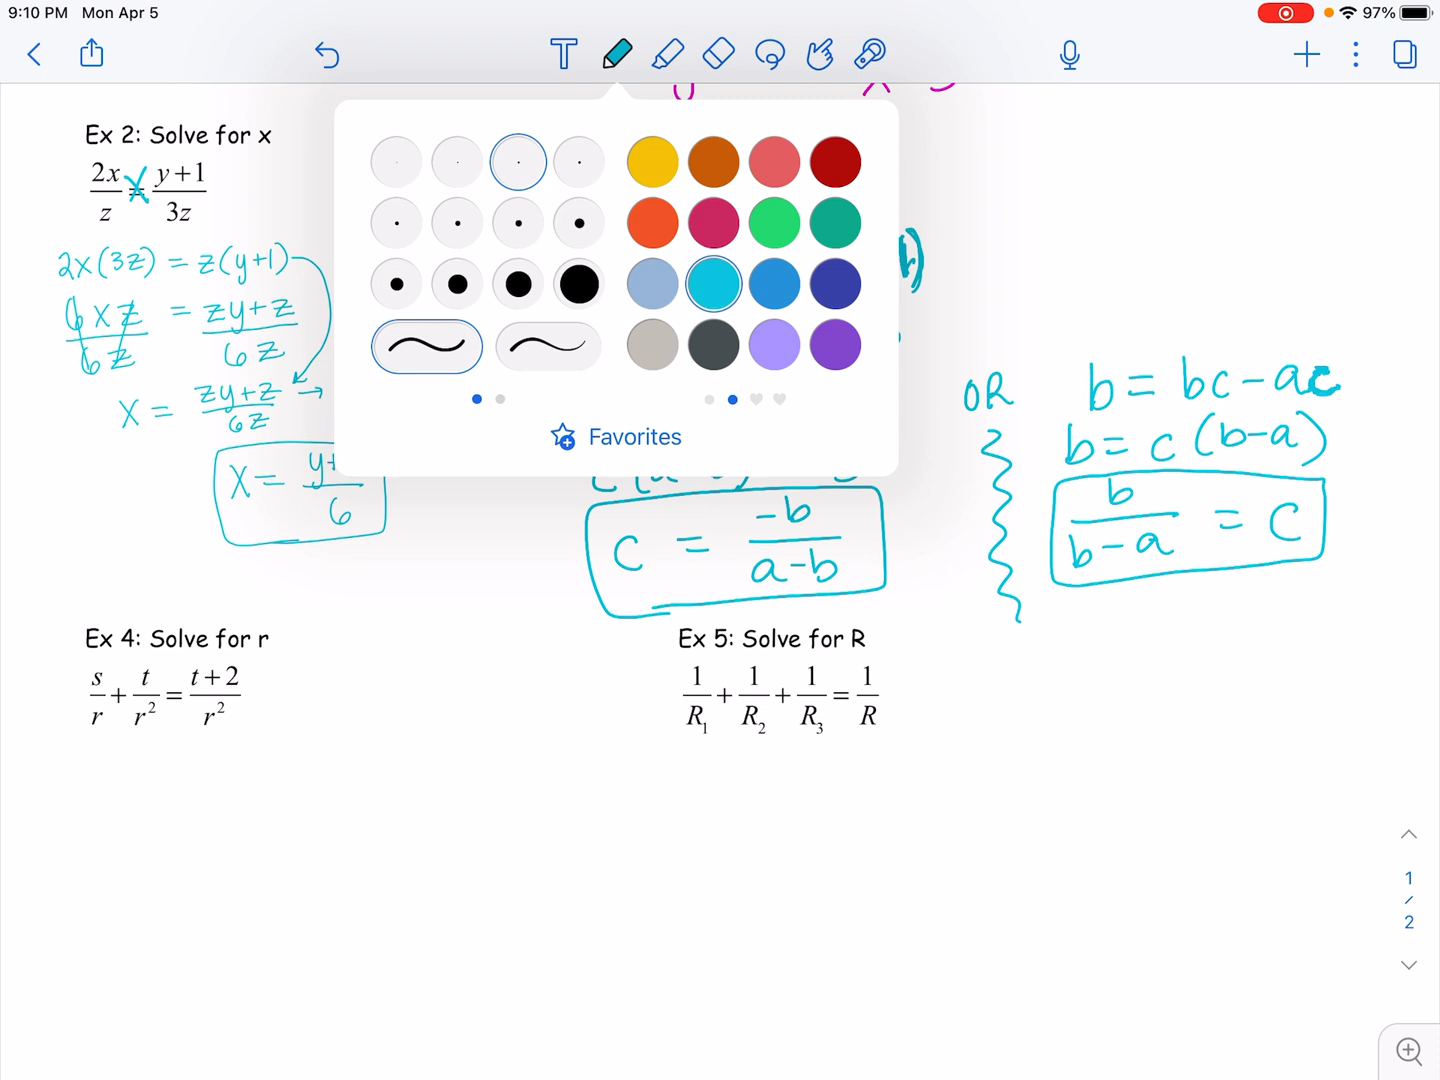 9:10 PM Mon Apr 5
97%
Ex 2: Solve for x
2x/z = (y+1)/3z
2x(3z) = z(y+1)
6xz/6z = (zy+z)/6z
x = (zy+z)/6z →
x = y+/6
Favorites
c = -b/(a-b)
OR
b = bc-ac
b = c(b-a)
b/(b-a) = c
Ex 4: Solve for r
s/r + t/r² = (t+2)/r²
Ex 5: Solve for R
1/R₁ + 1/R₂ + 1/R₃ = 1/R
1
/
2